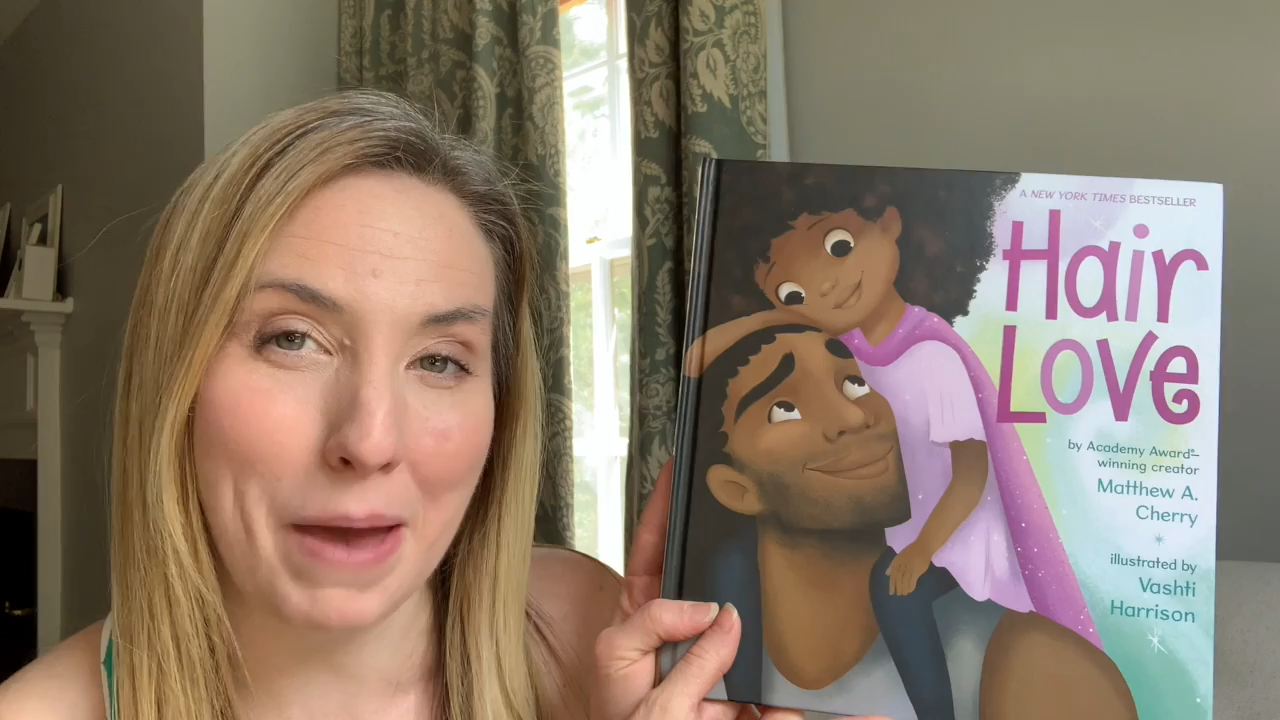 A NEW YORK TIMES BESTSELLER
Hair
Love
by Academy Award®–
winning creator
Matthew A.
Cherry
illustrated by
Vashti
Harrison